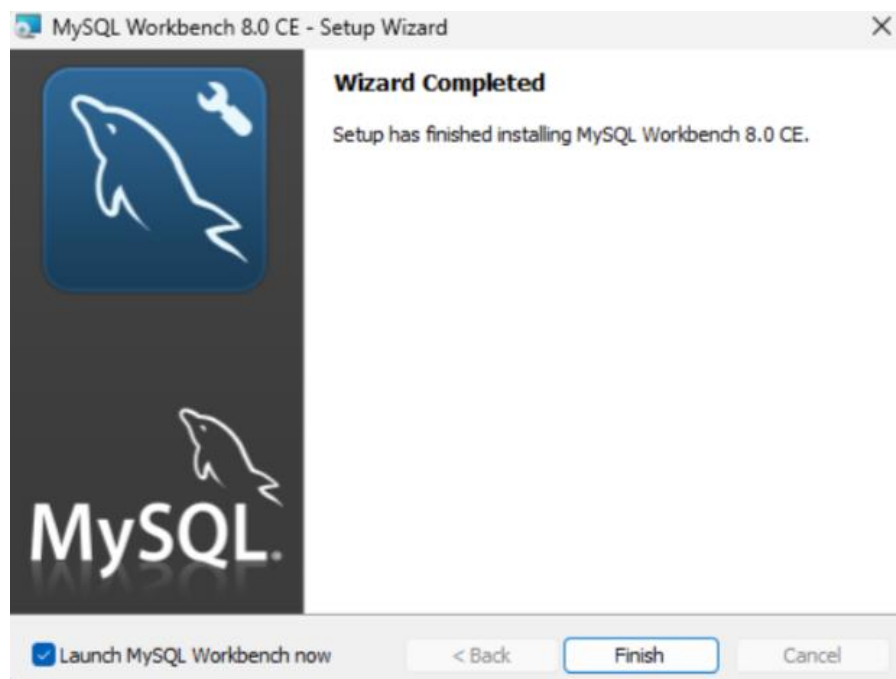 MySQL Workbench 8.0 CE - Setup Wizard
Wizard Completed
Setup has finished installing MySQL Workbench 8.0 CE.
MySQL®
Launch MySQL Workbench now
< Back
Finish
Cancel